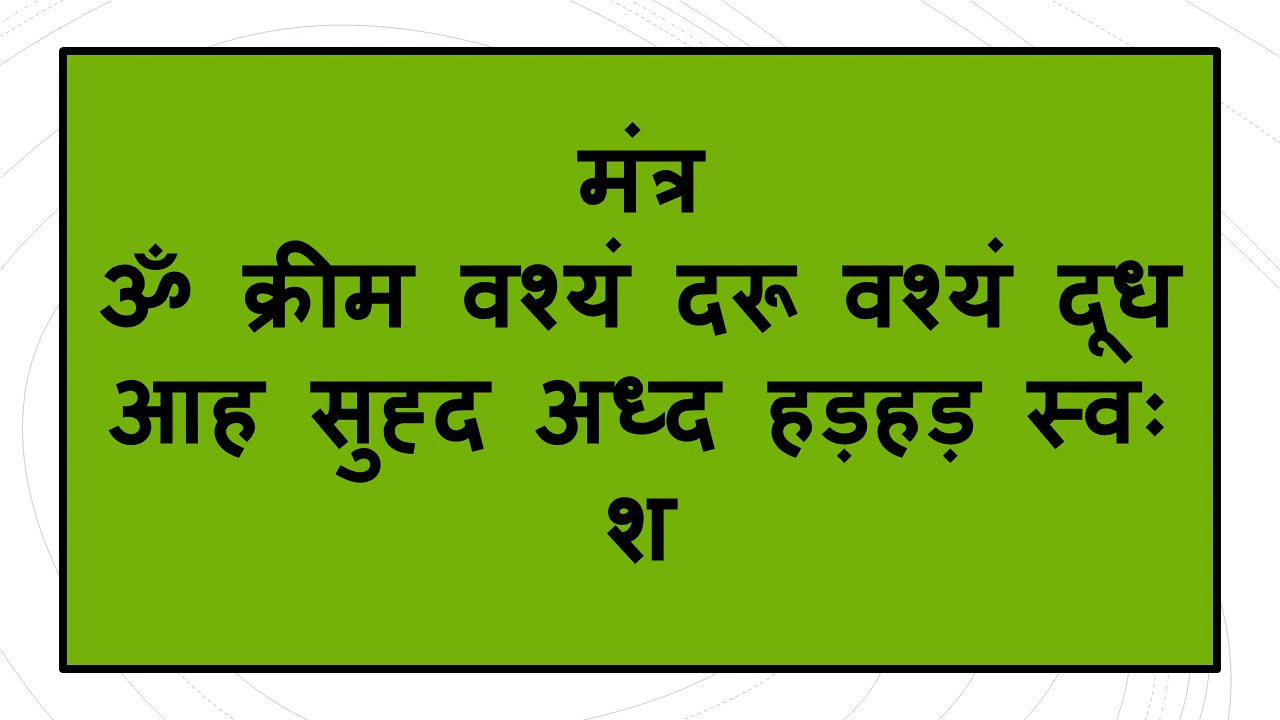 मंत्र
ॐ क्रीम वश्यं दरू वश्यं दूध
आह सुह्द अध्द हड़हड़ स्वः
श